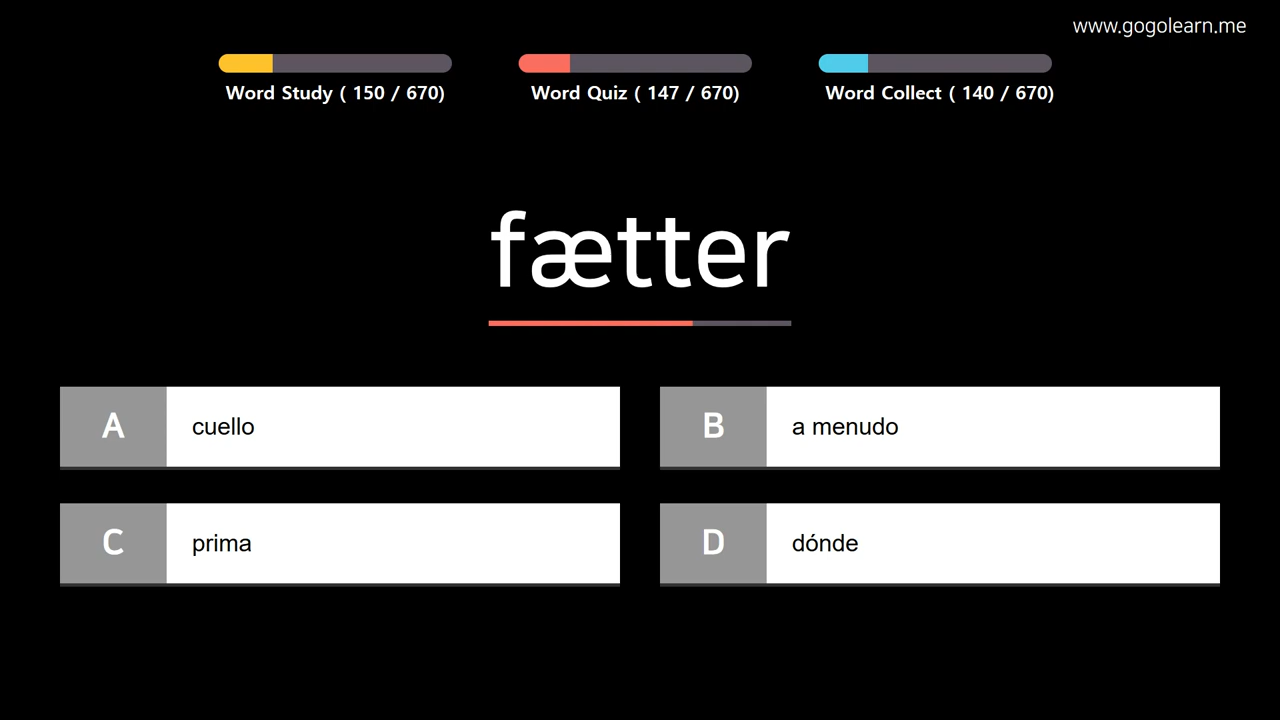 www.gogolearn.me
Word Study ( 150 / 670)
Word Quiz ( 147 / 670)
Word Collect ( 140 / 670)
fætter
A cuello
B a menudo
C prima
D dónde